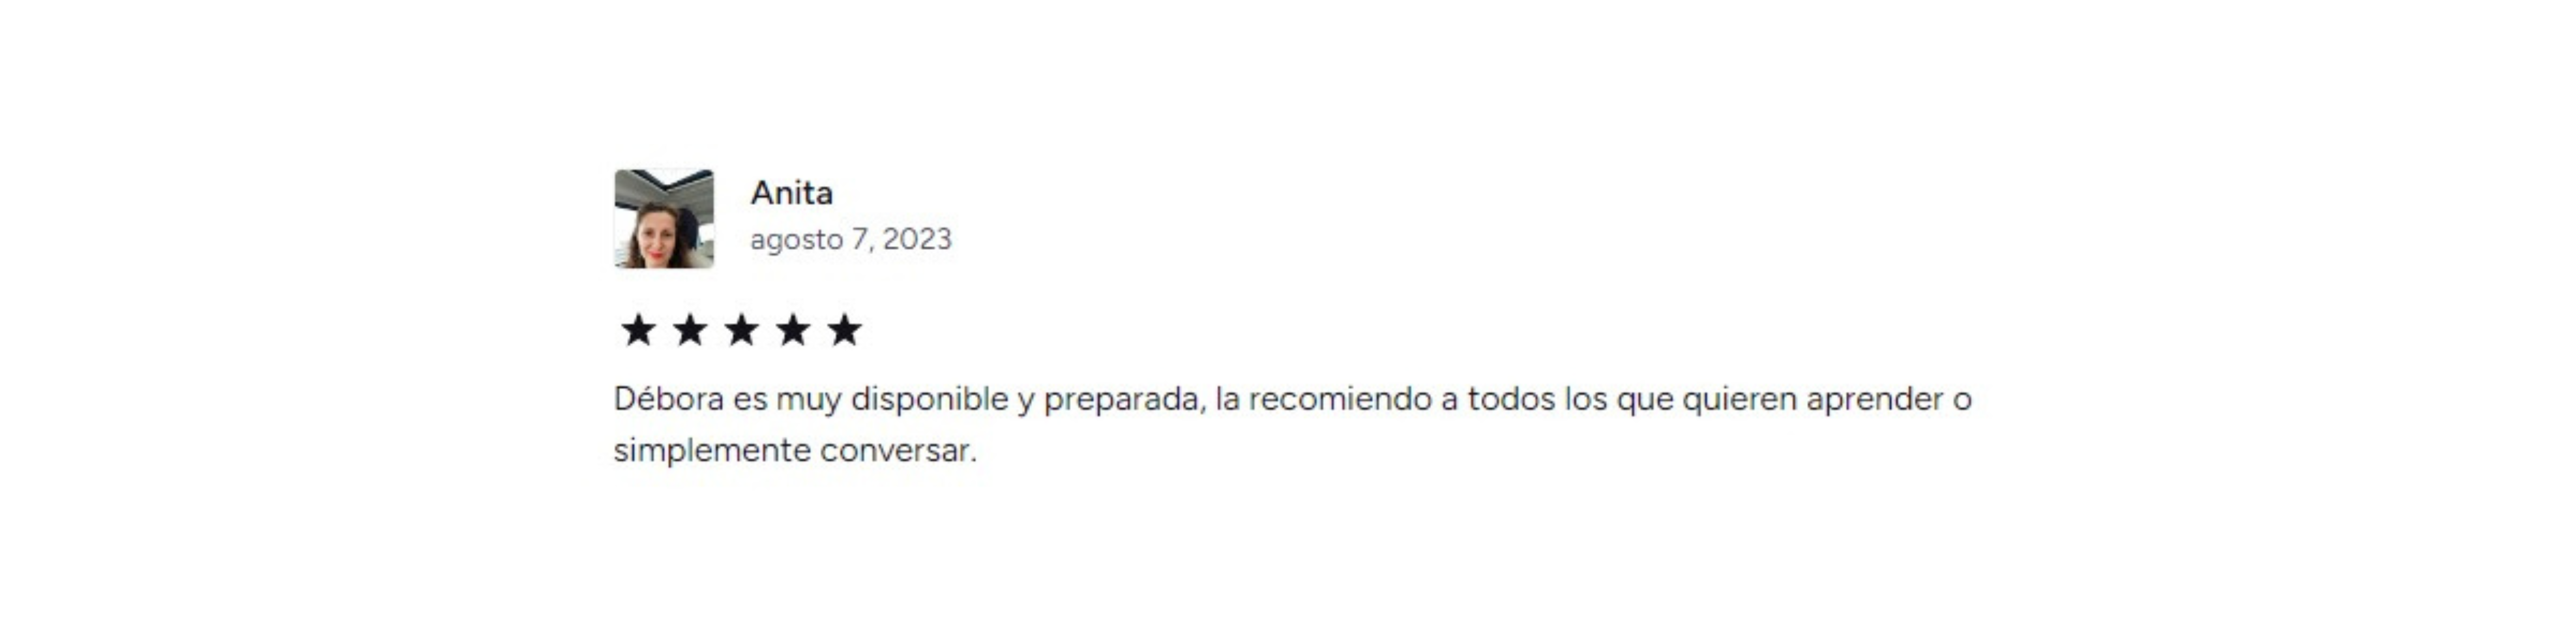 Anita
agosto 7, 2023
Débora es muy disponible y preparada, la recomiendo a todos los que quieren aprender o
simplemente conversar.